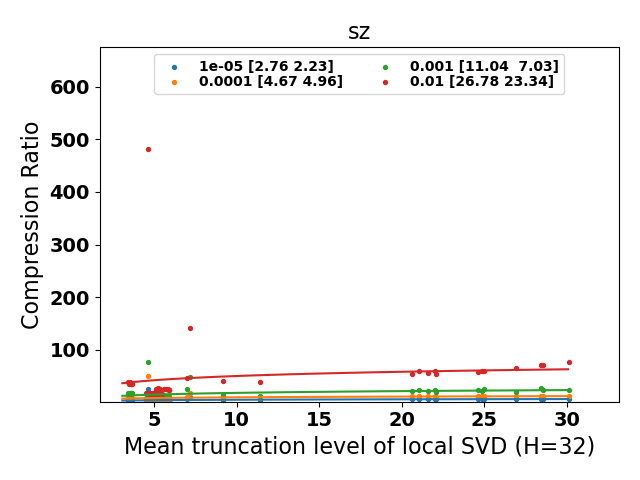 sz
1e-05 [2.76 2.23]
0.0001 [4.67 4.96]
0.001 [11.04  7.03]
0.01 [26.78 23.34]
Compression Ratio
600
500
400
300
200
100
5 10 15 20 25 30
Mean truncation level of local SVD (H=32)